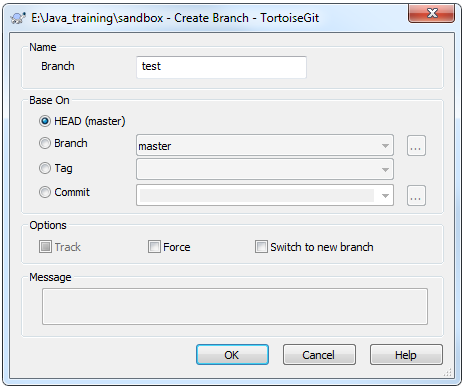 E:\Java_training\sandbox - Create Branch - TortoiseGit
Name
Branch test
Base On
HEAD (master)
Branch master ...
Tag
Commit ...
Options
Track Force Switch to new branch
Message
OK Cancel Help